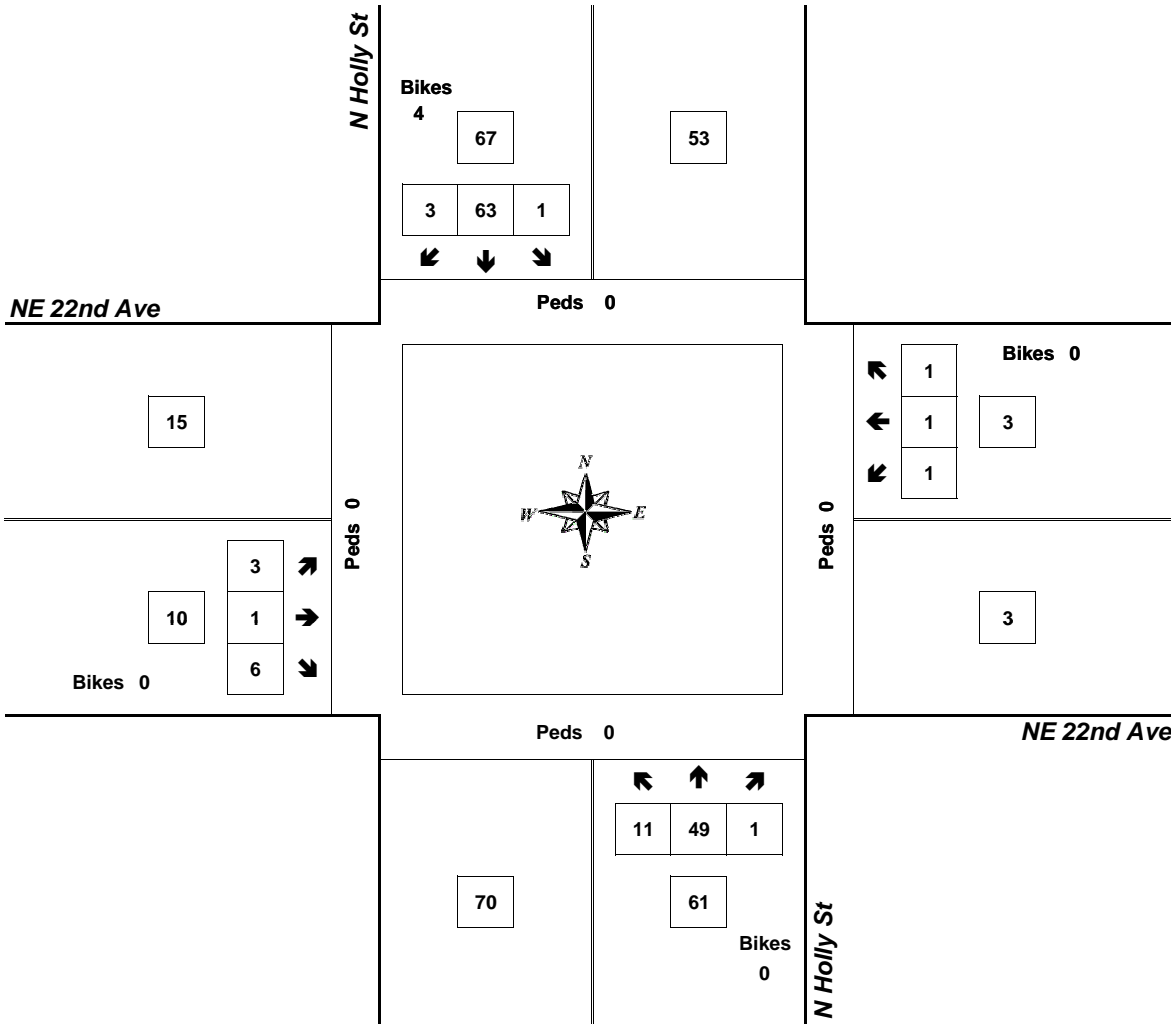 N Holly St
Bikes
4
67
53
3 63 1
Peds 0
NE 22nd Ave
Bikes 0
1
15
1 3
1
N
W E
S
Peds 0
Peds 0
3
10 1
3
6
Bikes 0
Peds 0
NE 22nd Ave
11 49 1
70
61
Bikes
0
N Holly St